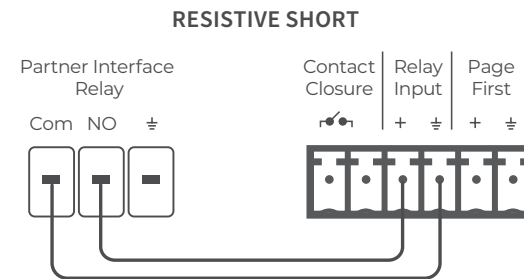 RESISTIVE SHORT
Partner Interface
Relay
Com NO
Contact
Closure
Relay
Input
+
Page
First
+